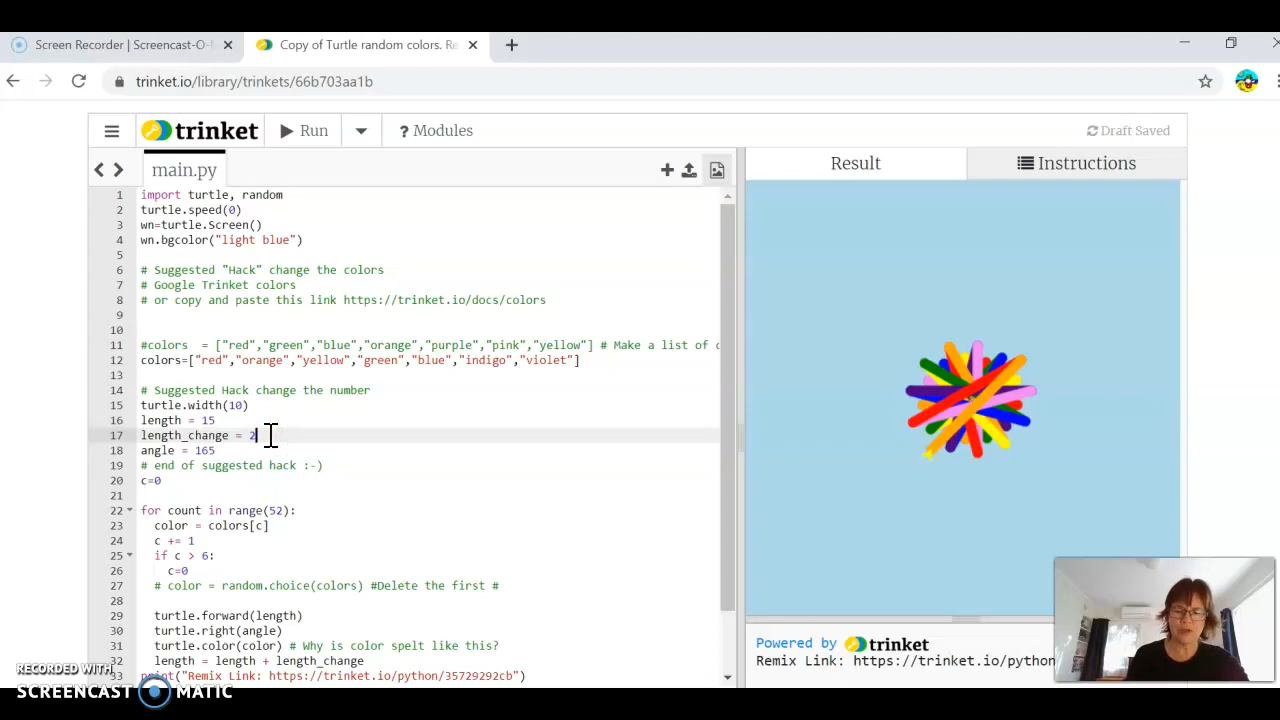 Screen Recorder | Screencast-O-M
Copy of Turtle random colors. Re
trinket.io/library/trinkets/66b703aa1b
trinket
Run
? Modules
Draft Saved
main.py
Result
Instructions
1 import turtle, random
2 turtle.speed(0)
3 wn=turtle.Screen()
4 wn.bgcolor("light blue")
5
6 # Suggested "Hack" change the colors
7 # Google Trinket colors
8 # or copy and paste this link https://trinket.io/docs/colors
9
10
11 #colors  = ["red","green","blue","orange","purple","pink","yellow"] # Make a list of c
12 colors=["red","orange","yellow","green","blue","indigo","violet"]
13
14 # Suggested Hack change the number
15 turtle.width(10)
16 length = 15
17 length_change = 2
18 angle = 165
19 # end of suggested hack :-)
20 c=0
21
22 for count in range(52):
23 color = colors[c]
24 c += 1
25 if c > 6:
26 c=0
27 # color = random.choice(colors) #Delete the first #
28
29 turtle.forward(length)
30 turtle.right(angle)
31 turtle.color(color) # Why is color spelt like this?
32 length = length + length_change
33 print("Remix Link: https://trinket.io/python/35729292cb")
Powered by trinket
Remix Link: https://trinket.io/python
RECORDED WITH
SCREENCAST MATIC